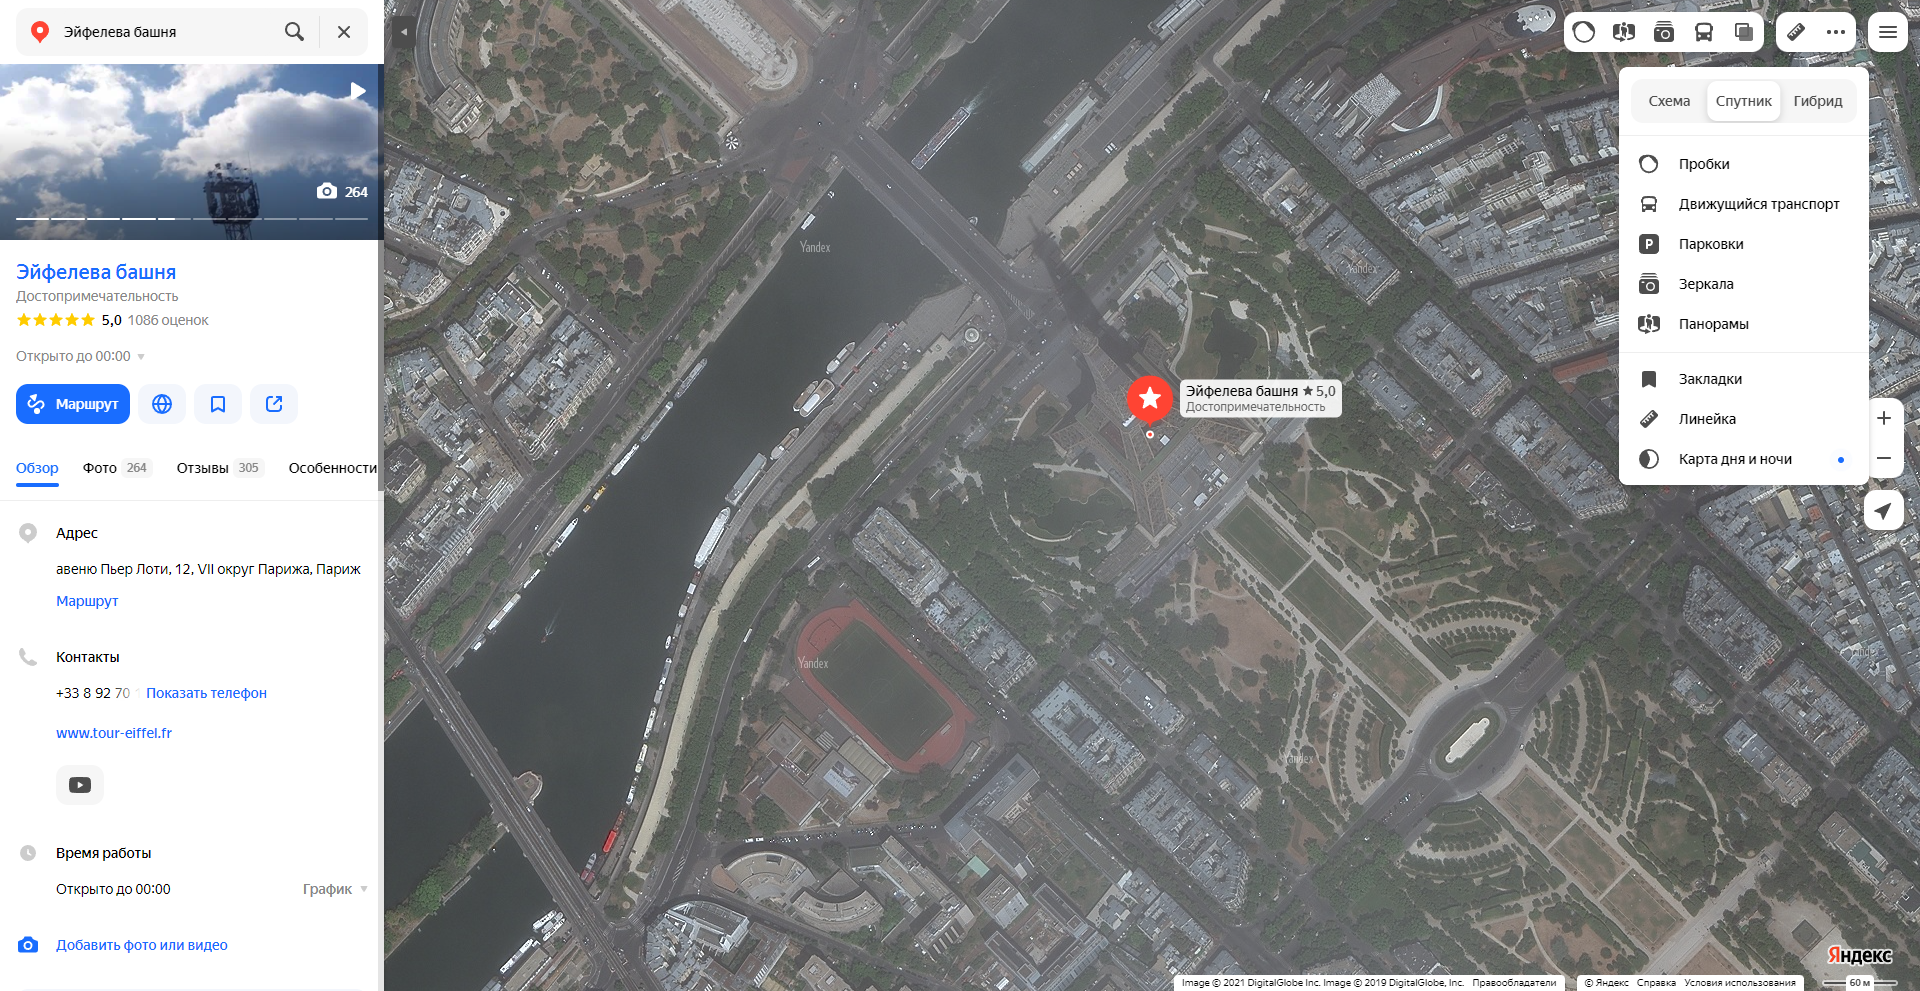 Эйфелева башня
264
Эйфелева башня
Достопримечательность
5,0 1086 оценок
Открыто до 00:00
Маршрут
Обзор Фото 264 Отзывы 305 Особенности
Адрес
авеню Пьер Лоти, 12, VII округ Парижа, Париж
Маршрут
Контакты
+33 8 92 70 Показать телефон
www.tour-eiffel.fr
Время работы
Открыто до 00:00 График
Добавить фото или видео
Yandex
Yandex
Эйфелева башня ★ 5,0
Достопримечательность
Yandex
Yandex
Схема Спутник Гибрид
Пробки
Движущийся транспорт
Парковки
Зеркала
Панорамы
Закладки
Линейка
Карта дня и ночи
Яндекс
Image © 2021 DigitalGlobe Inc. Image © 2019 DigitalGlobe, Inc. Правообладатели
© Яндекс Справка Условия использования
60 м